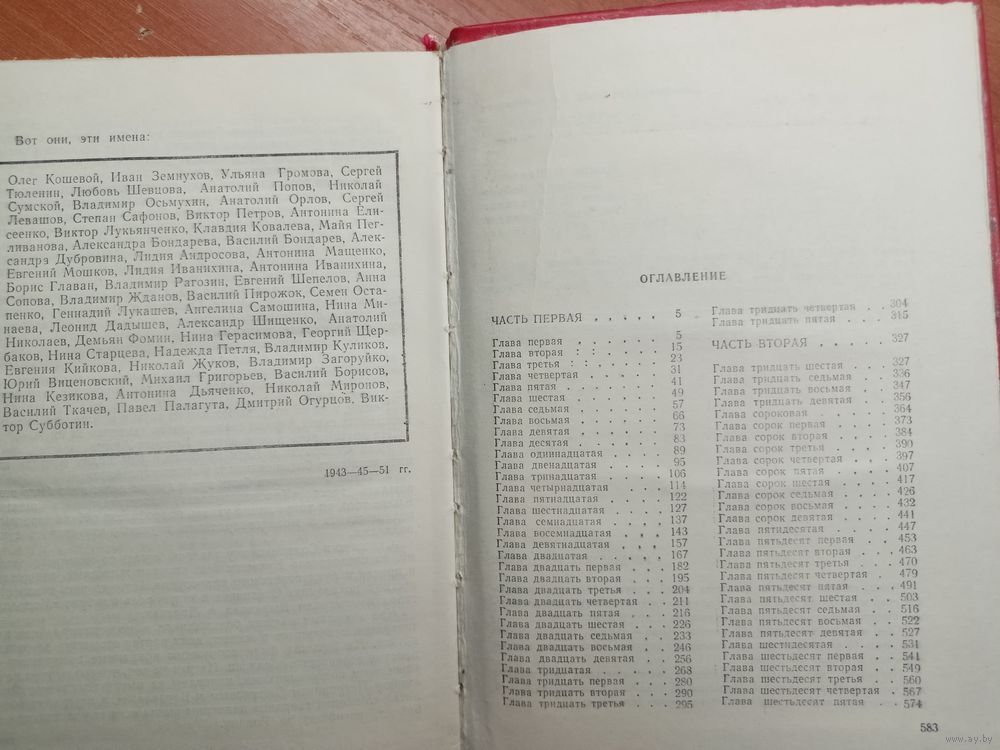 Вот они, эти имена:
Олег Кошевой, Иван Земнухов, Ульяна Громова, Сергей
Тюленин, Любовь Шевцова, Анатолий Попов, Николай
Сумской, Владимир Осьмухин, Анатолий Орлов, Сергей
Левашов, Степан Сафонов, Виктор Петров, Антонина Ели-
сеенко, Виктор Лукьянченко, Клавдия Ковалева, Майя Пег-
ливанова, Александра Бондарева, Василий Бондарев, Алек-
сандра Дубровина, Лидия Андросова, Антонина Мащенко,
Евгений Мошков, Лидия Иванихина, Антонина Иванихина,
Борис Главан, Владимир Рагозин, Евгений Шепелов, Анна
Сопова, Владимир Жданов, Василий Пирожок, Семен Оста-
пенко, Геннадий Лукашев, Ангелина Самошина, Нина Ми-
наева, Леонид Дадышев, Александр Шищенко, Анатолий
Николаев, Демьян Фомин, Нина Герасимова, Георгий Щер-
баков, Нина Старцева, Надежда Петля, Владимир Куликов,
Евгения Кийкова, Николай Жуков, Владимир Загоруйко,
Юрий Виценовский, Михаил Григорьев, Василий Борисов,
Нина Кезикова, Антонина Дьяченко, Николай Миронов,
Василий Ткачев, Павел Палагута, Дмитрий Огурцов, Вик-
тор Субботин.
1943—45—51 гг.
ОГЛАВЛЕНИЕ
ЧАСТЬ ПЕРВАЯ . . . . . 5
Глава первая . . . . . . 5
Глава вторая : : . . . . 15
Глава третья : . . . . 23
Глава четвертая . . . . 31
Глава пятая . . . . . . 41
Глава шестая . . . . . 49
Глава седьмая . . . . . 57
Глава восьмая . . . . . 66
Глава девятая . . . . . 73
Глава десятая . . . . . 83
Глава одиннадцатая . . . . 89
Глава двенадцатая . . . . 95
Глава тринадцатая . . . . 106
Глава четырнадцатая . . . . 114
Глава пятнадцатая . . . . 122
Глава шестнадцатая . . . . 127
Глава семнадцатая . . . . 137
Глава восемнадцатая . . . . 143
Глава девятнадцатая . . . 157
Глава двадцатая . . . . . 167
Глава двадцать первая . . . 182
Глава двадцать вторая . . . 195
Глава двадцать третья . . . 204
Глава двадцать четвертая . . 211
Глава двадцать пятая . . . 216
Глава двадцать шестая . . . 226
Глава двадцать седьмая . . 233
Глава двадцать восьмая . . 246
Глава двадцать девятая . . 256
Глава тридцатая . . . . 268
Глава тридцать первая . . . 280
Глава тридцать вторая . . . 290
Глава тридцать третья . . . 295
Глава тридцать четвертая . . 304
Глава тридцать пятая . . . 315
ЧАСТЬ ВТОРАЯ . . . . . 327
Глава тридцать шестая . . . 327
Глава тридцать седьмая . . 336
Глава тридцать восьмая . . 347
Глава тридцать девятая . . 356
Глава сороковая . . . . 364
Глава сорок первая . . . . 373
Глава сорок вторая . . . . 384
Глава сорок третья . . . . 390
Глава сорок четвертая . . . 397
Глава сорок пятая . . . . 407
Глава сорок шестая . . . . 417
Глава сорок седьмая . . . 426
Глава сорок восьмая . . . 432
Глава сорок девятая . . . . 441
Глава пятидесятая . . . . 447
Глава пятьдесят первая . . . 453
Глава пятьдесят вторая . . . 463
Глава пятьдесят третья . . . 470
Глава пятьдесят четвертая . 479
Глава пятьдесят пятая . . . 491
Глава пятьдесят шестая . . 503
Глава пятьдесят седьмая . . 516
Глава пятьдесят восьмая . . 522
Глава пятьдесят девятая . . 527
Глава шестидесятая . . . . 531
Глава шестьдесят первая . . 541
Глава шестьдесят вторая . . 549
Глава шестьдесят третья . . 560
Глава шестьдесят четвертая . 567
Глава шестьдесят пятая . . 574
583
www.ay.by